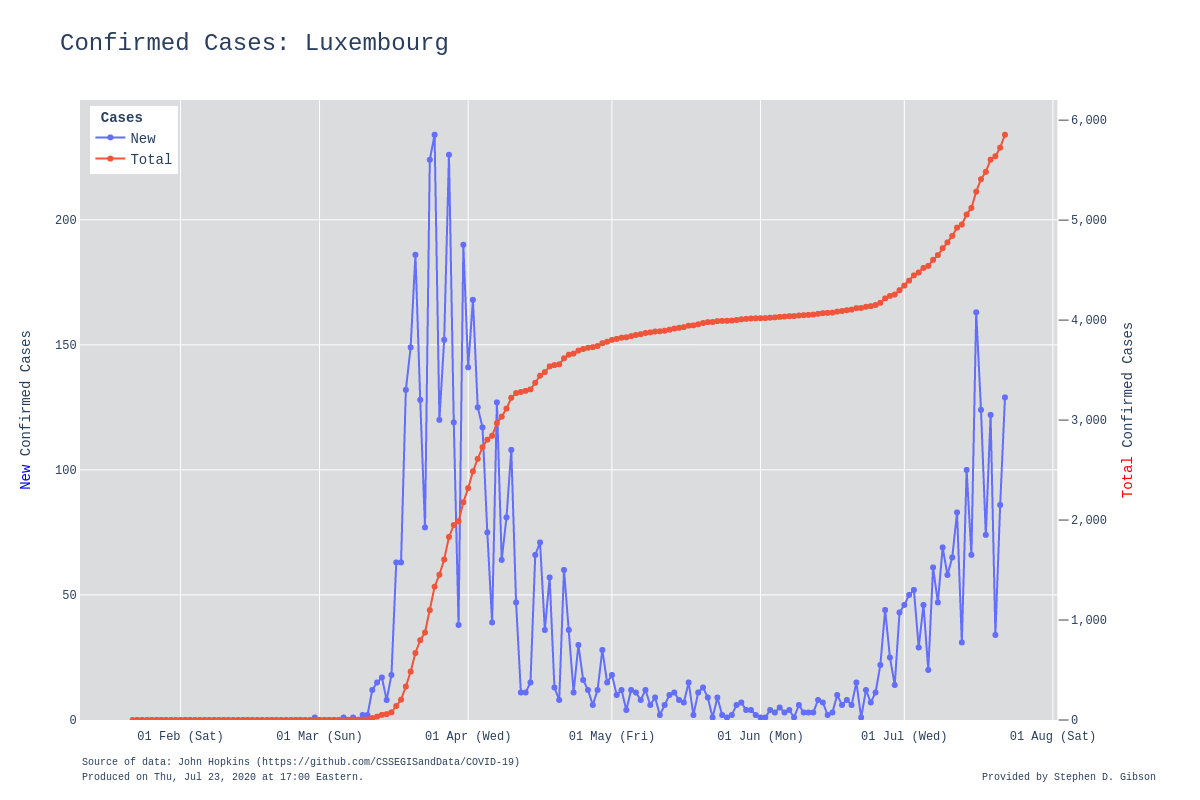 Confirmed Cases: Luxembourg
Cases
New
Total
200
150
100
50
0
6,000
5,000
4,000
3,000
2,000
1,000
0
New Confirmed Cases
Total Confirmed Cases
01 Feb (Sat)
01 Mar (Sun)
01 Apr (Wed)
01 May (Fri)
01 Jun (Mon)
01 Jul (Wed)
01 Aug (Sat)
Source of data: John Hopkins (https://github.com/CSSEGISandData/COVID-19)
Produced on Thu, Jul 23, 2020 at 17:00 Eastern.
Provided by Stephen D. Gibson